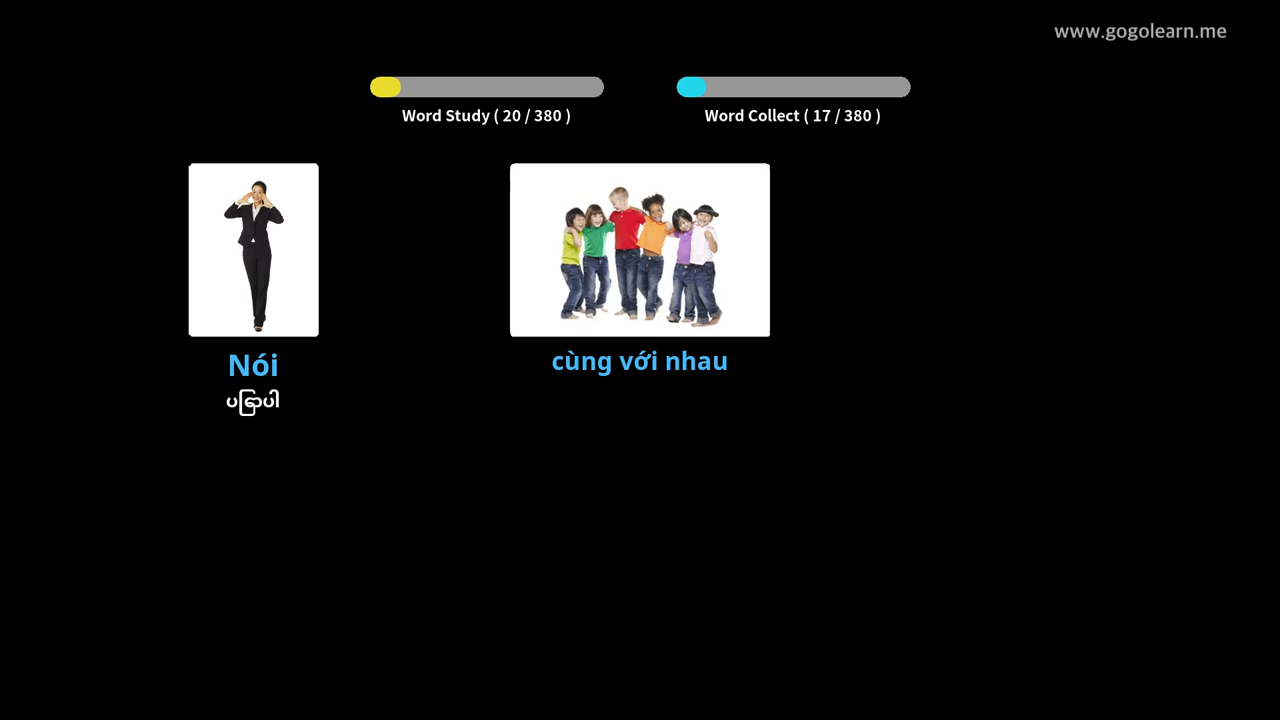 www.gogolearn.me
Word Study ( 20 / 380 )
Word Collect ( 17 / 380 )
Nói
cùng với nhau
ပြောပါ